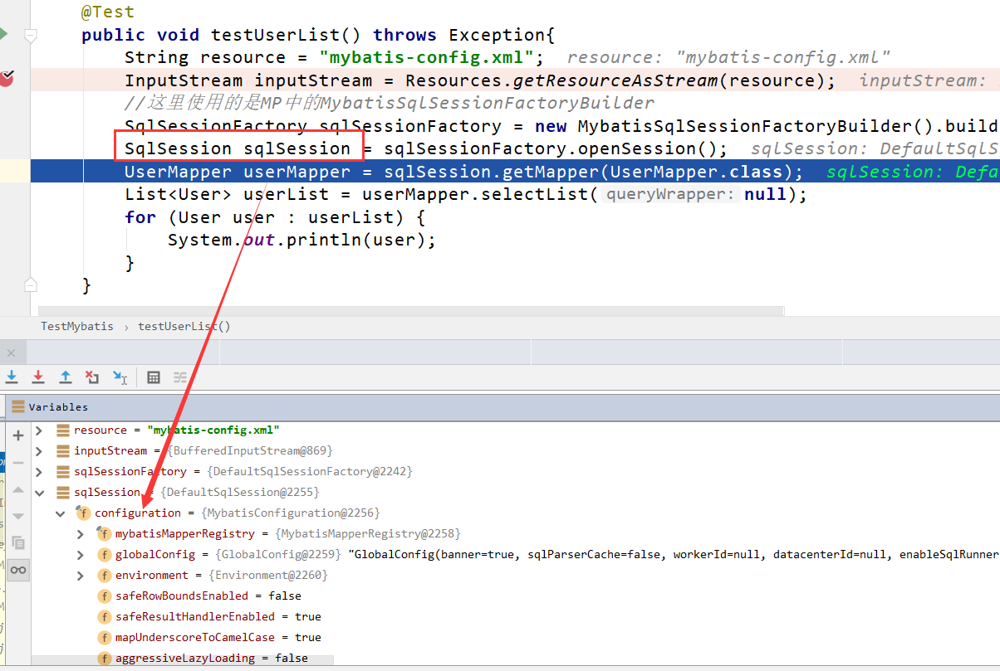 @Test
public void testUserList() throws Exception{
String resource = "mybatis-config.xml"; resource: "mybatis-config.xml"
InputStream inputStream = Resources.getResourceAsStream(resource); inputStream:
//这里使用的是MP中的MybatisSqlSessionFactoryBuilder
SqlSessionFactory sqlSessionFactory = new MybatisSqlSessionFactoryBuilder().build
SqlSession sqlSession = sqlSessionFactory.openSession(); sqlSession: DefaultSqlS
UserMapper userMapper = sqlSession.getMapper(UserMapper.class); sqlSession: Defa
List<User> userList = userMapper.selectList( queryWrapper: null);
for (User user : userList) {
System.out.println(user);
}
}
TestMybatis › testUserList()
Variables
resource = "mybatis-config.xml"
inputStream = {BufferedInputStream@869}
sqlSessionFactory = {DefaultSqlSessionFactory@2242}
sqlSession = {DefaultSqlSession@2255}
configuration = {MybatisConfiguration@2256}
mybatisMapperRegistry = {MybatisMapperRegistry@2258}
globalConfig = {GlobalConfig@2259} "GlobalConfig(banner=true, sqlParserCache=false, workerId=null, datacenterId=null, enableSqlRunner
environment = {Environment@2260}
safeRowBoundsEnabled = false
safeResultHandlerEnabled = true
mapUnderscoreToCamelCase = true
aggressiveLazyLoading = false